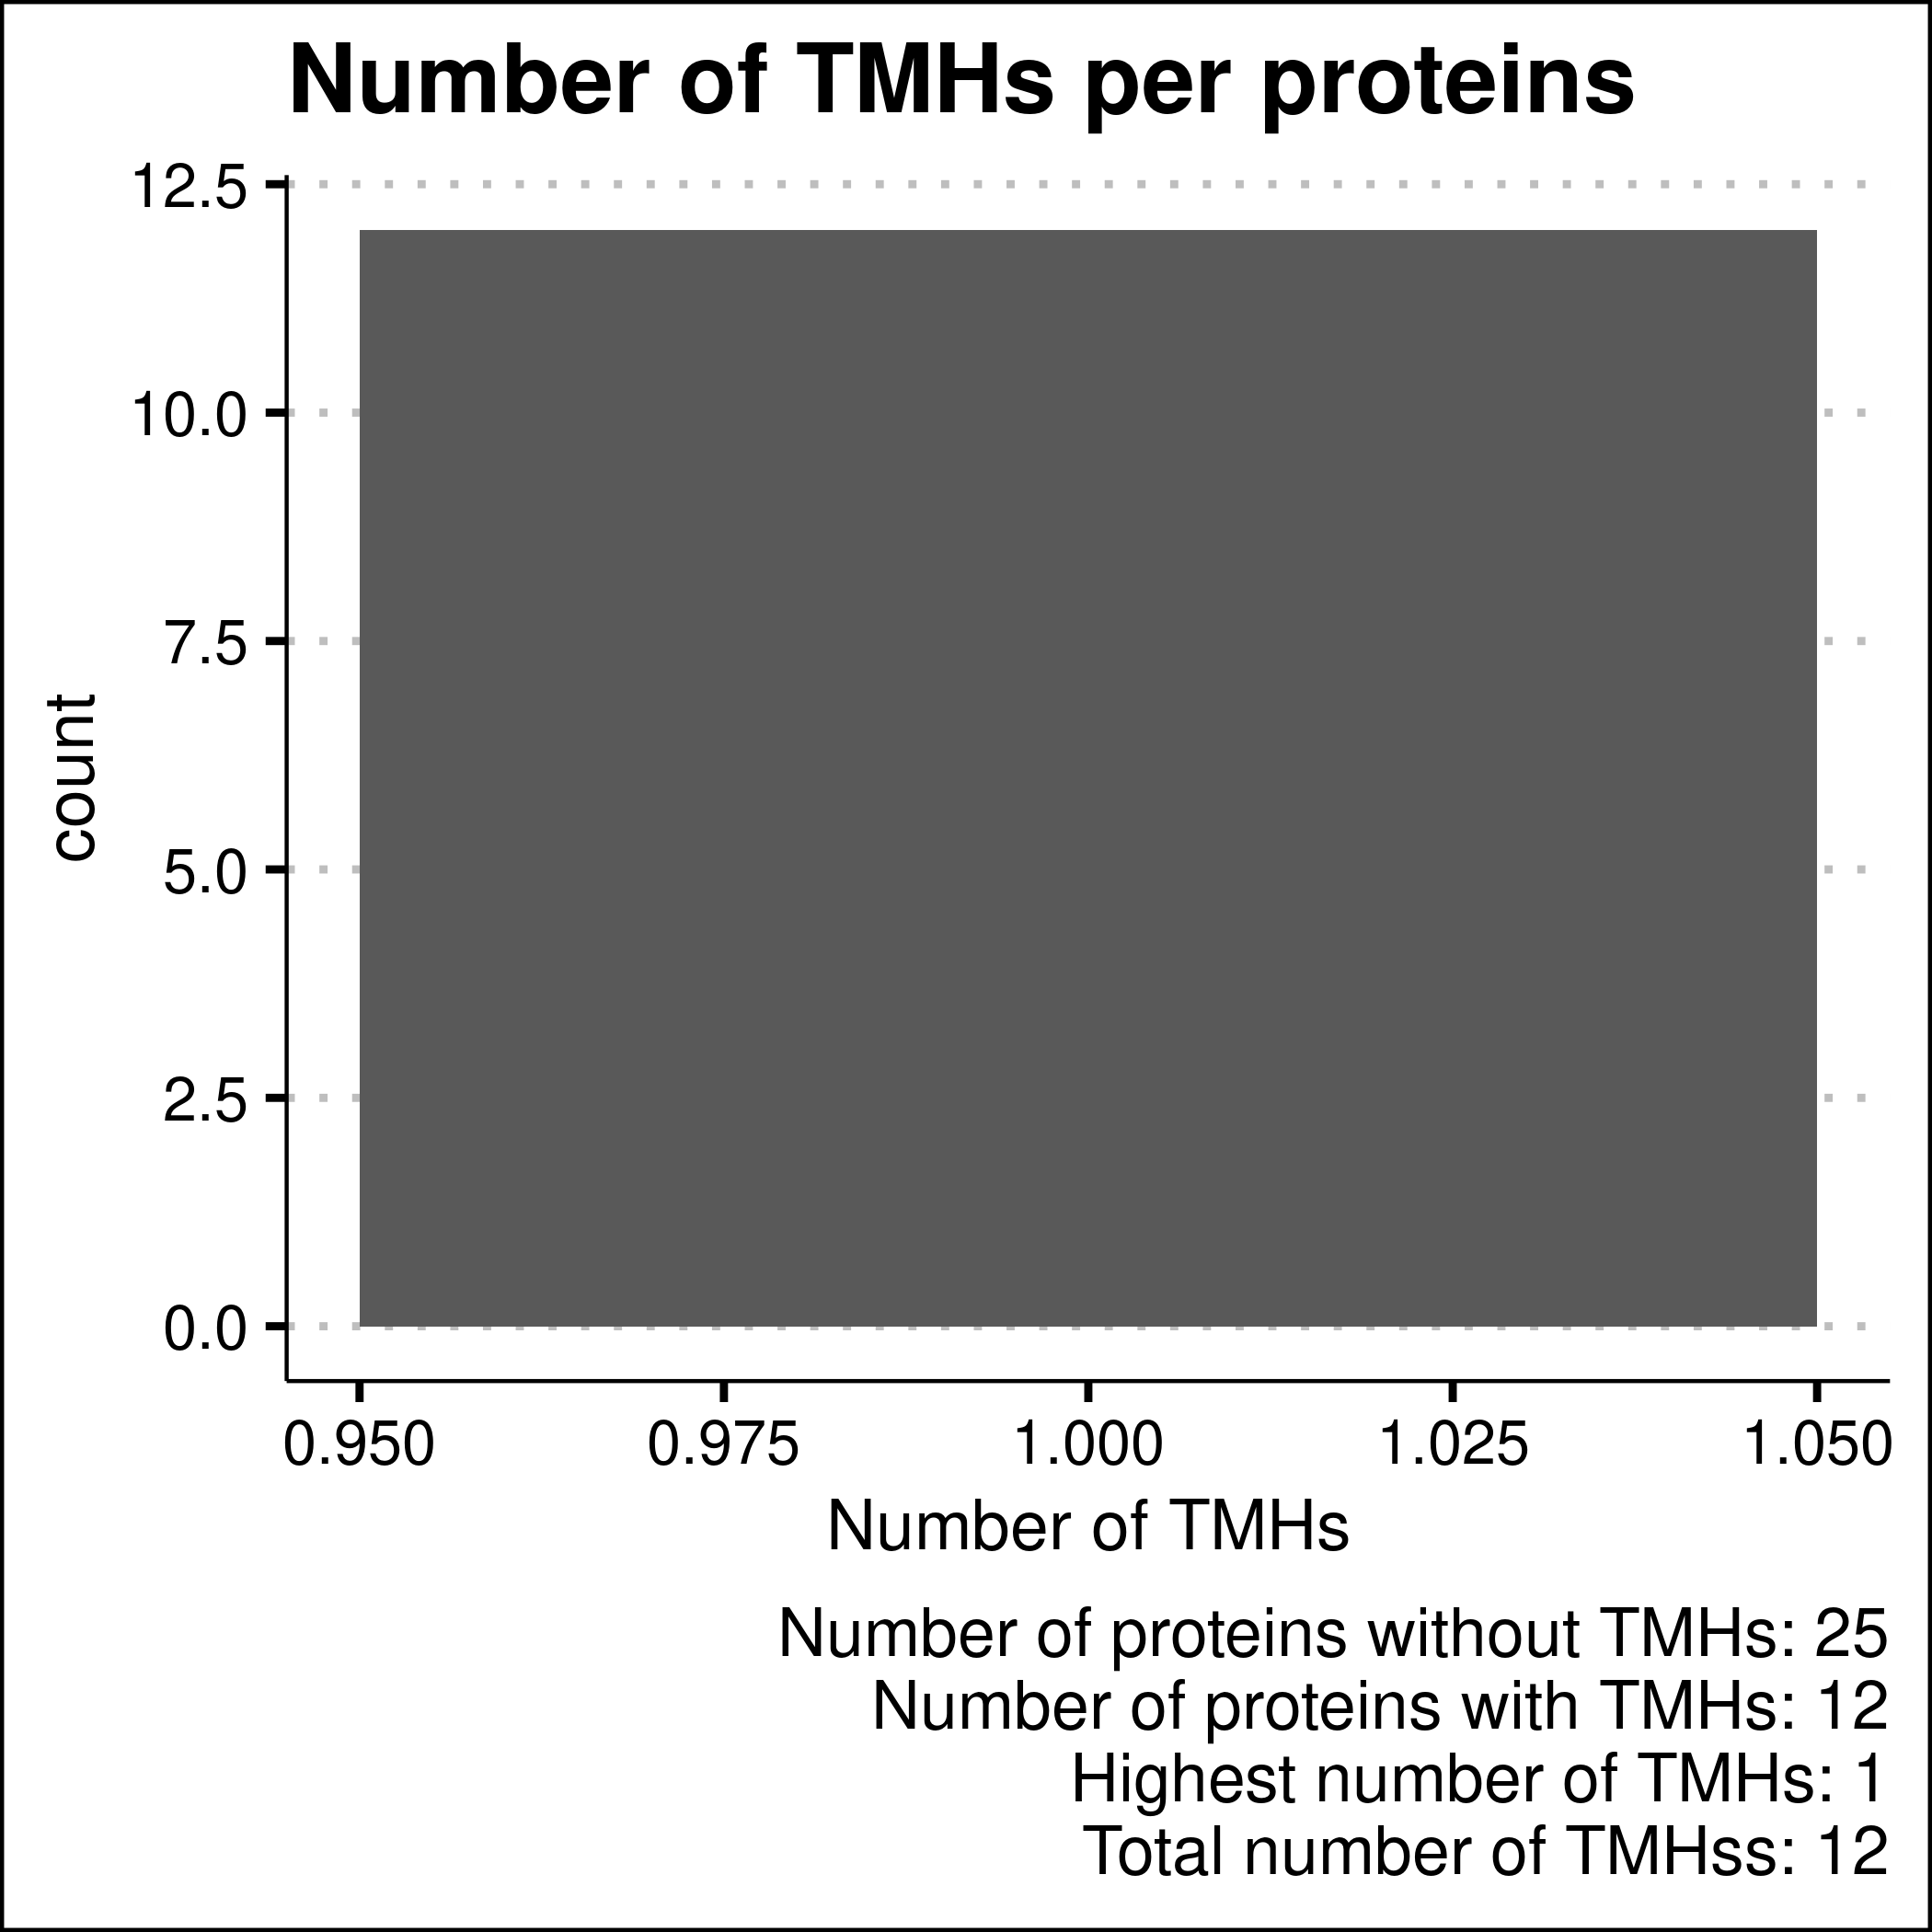 Number of TMHs per proteins
12.5
10.0
7.5
5.0
2.5
0.0
count
0.950 0.975 1.000 1.025 1.050
Number of TMHs
Number of proteins without TMHs: 25
Number of proteins with TMHs: 12
Highest number of TMHs: 1
Total number of TMHss: 12